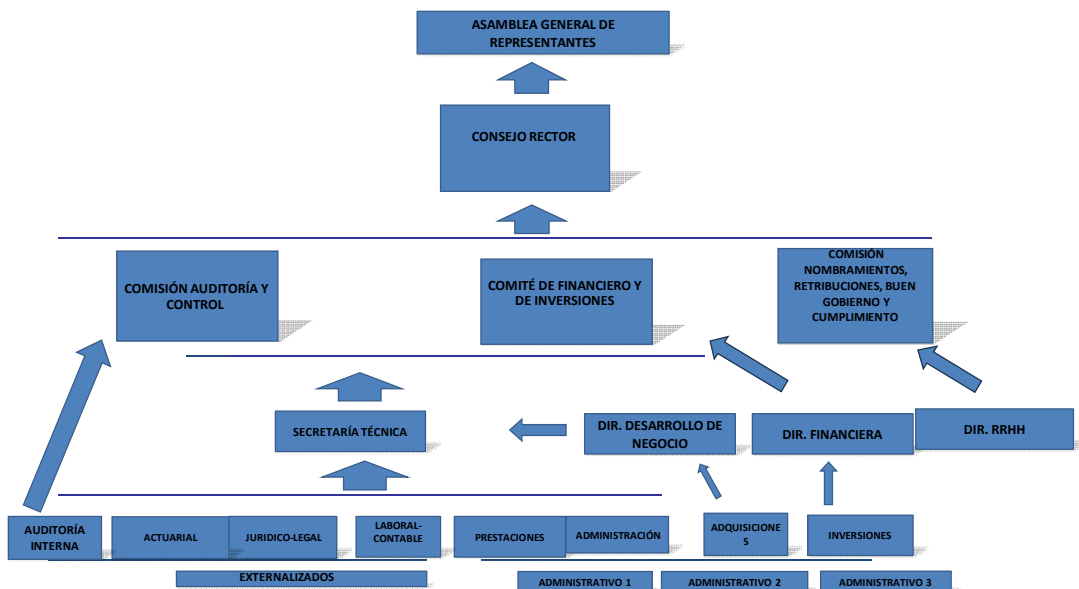 ASAMBLEA GENERAL DE
REPRESENTANTES
CONSEJO RECTOR
COMISIÓN AUDITORÍA Y
CONTROL
COMITÉ DE FINANCIERO Y
DE INVERSIONES
COMISIÓN
NOMBRAMIENTOS,
RETRIBUCIONES, BUEN
GOBIERNO Y
CUMPLIMIENTO
SECRETARÍA TÉCNICA
DIR. DESARROLLO DE
NEGOCIO
DIR. FINANCIERA
DIR. RRHH
AUDITORÍA
INTERNA
ACTUARIAL
JURIDICO-LEGAL
LABORAL-
CONTABLE
PRESTACIONES
ADMINISTRACIÓN
ADQUISICIONE
S
INVERSIONES
EXTERNALIZADOS
ADMINISTRATIVO 1
ADMINISTRATIVO 2
ADMINISTRATIVO 3